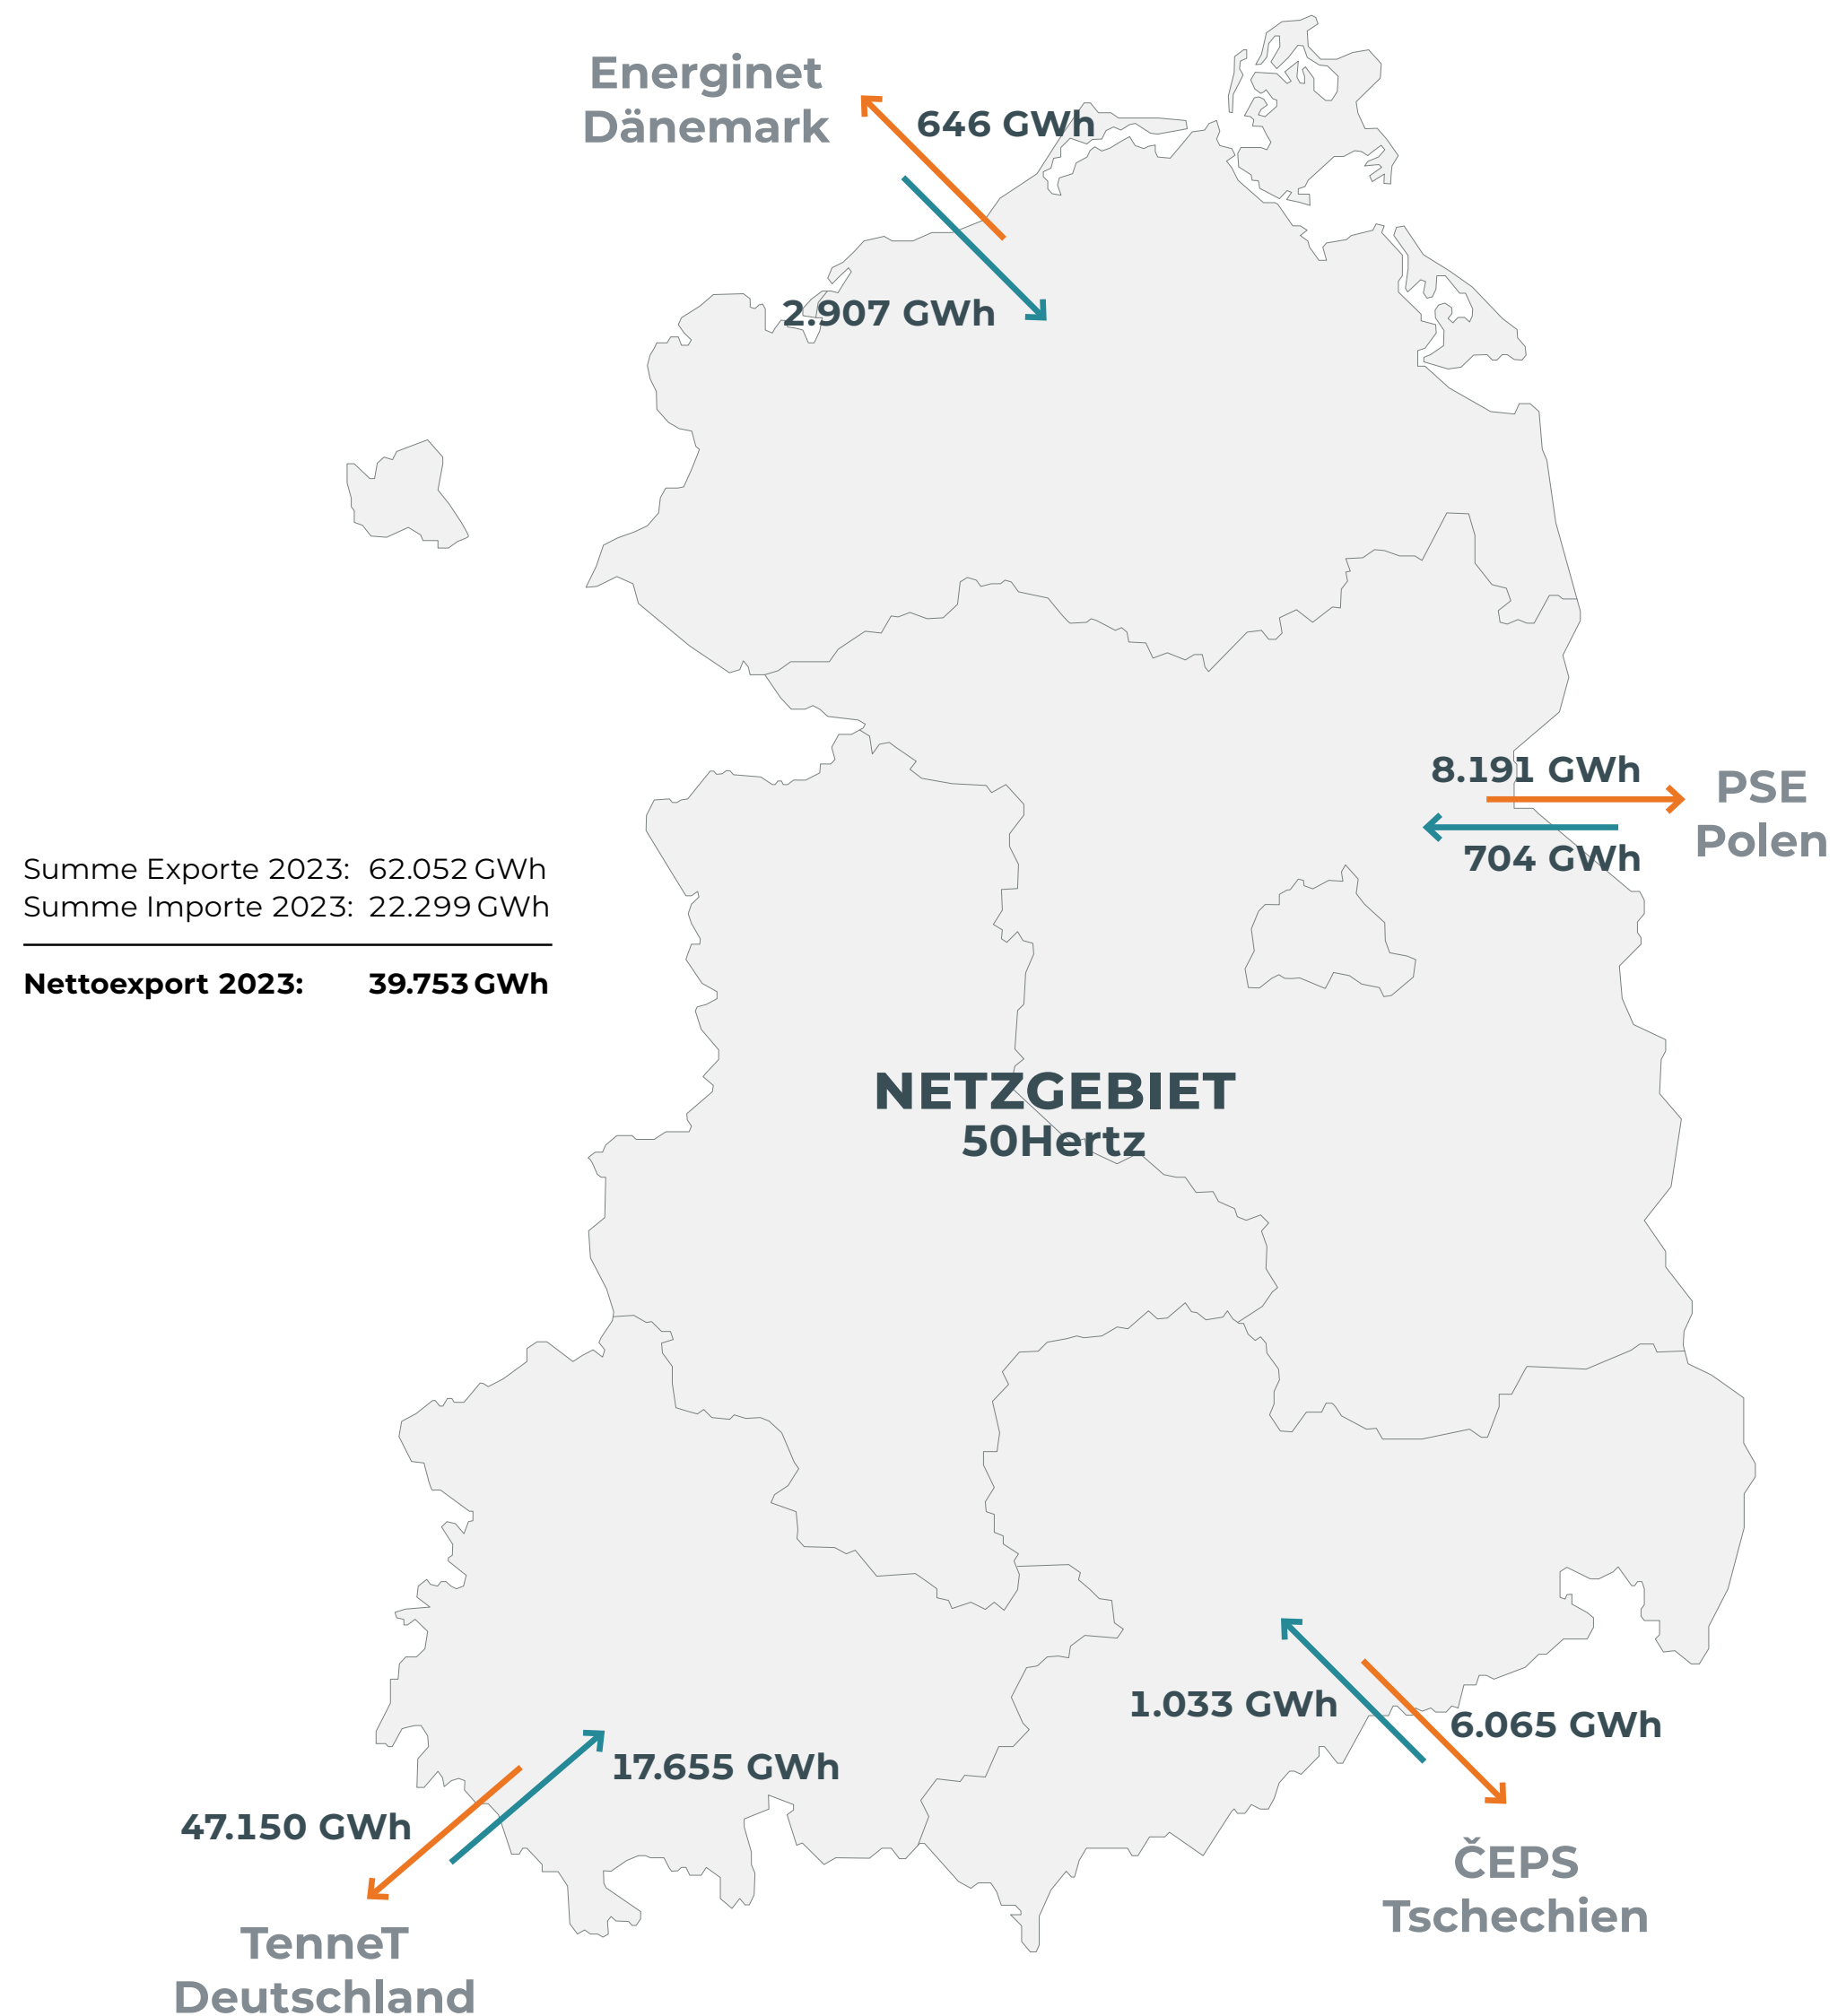 Energinet
Dänemark
646 GWh
2.907 GWh
8.191 GWh
PSE
Polen
704 GWh
Summe Exporte 2023: 62.052 GWh
Summe Importe 2023: 22.299 GWh
Nettoexport 2023: 39.753 GWh
NETZGEBIET
50Hertz
1.033 GWh
6.065 GWh
17.655 GWh
47.150 GWh
ČEPS
Tschechien
TenneT
Deutschland